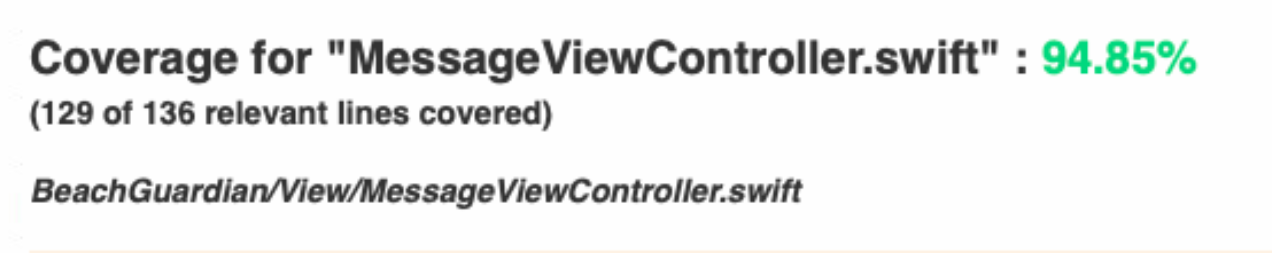 Coverage for "MessageViewController.swift" : 94.85%
(129 of 136 relevant lines covered)
BeachGuardian/View/MessageViewController.swift